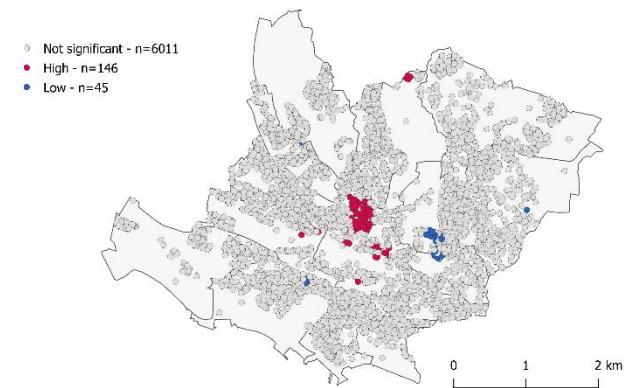 Not significant - n=6011
High - n=146
Low - n=45
0 1 2 km